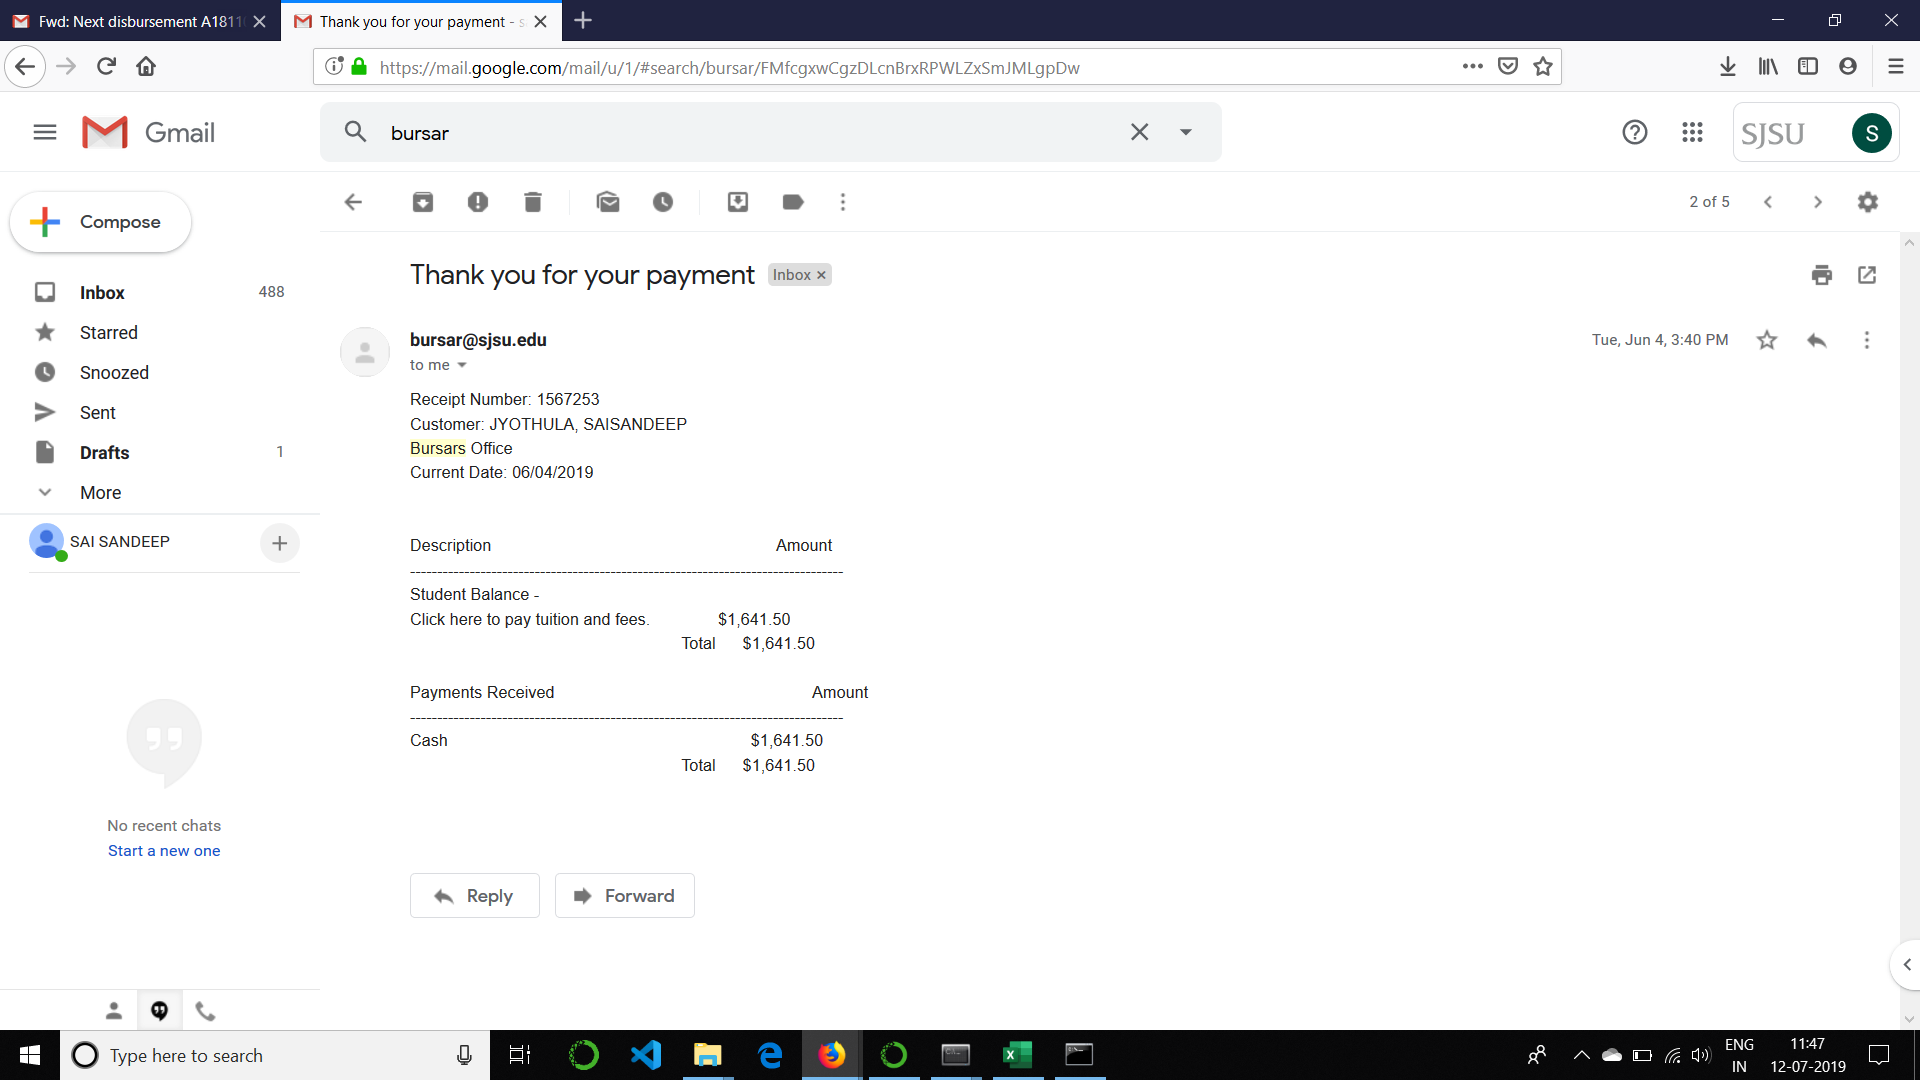 Fwd: Next disbursement A1811
Thank you for your payment - s
https://mail.google.com/mail/u/1/#search/bursar/FMfcgxwCgzDLcnBrxRPWLZxSmJMLgpDw
Gmail
bursar
SJSU
S
Compose
2 of 5
Thank you for your payment
Inbox x
Inbox 488
Starred
Snoozed
Sent
Drafts 1
More
SAI SANDEEP
No recent chats
Start a new one
bursar@sjsu.edu
Tue, Jun 4, 3:40 PM
to me
Receipt Number: 1567253
Customer: JYOTHULA, SAISANDEEP
Bursars Office
Current Date: 06/04/2019
Description Amount
--------------------------------------------------------------------------------
Student Balance -
Click here to pay tuition and fees. $1,641.50
Total $1,641.50
Payments Received Amount
--------------------------------------------------------------------------------
Cash $1,641.50
Total $1,641.50
Reply
Forward
Type here to search
ENG
IN
11:47
12-07-2019